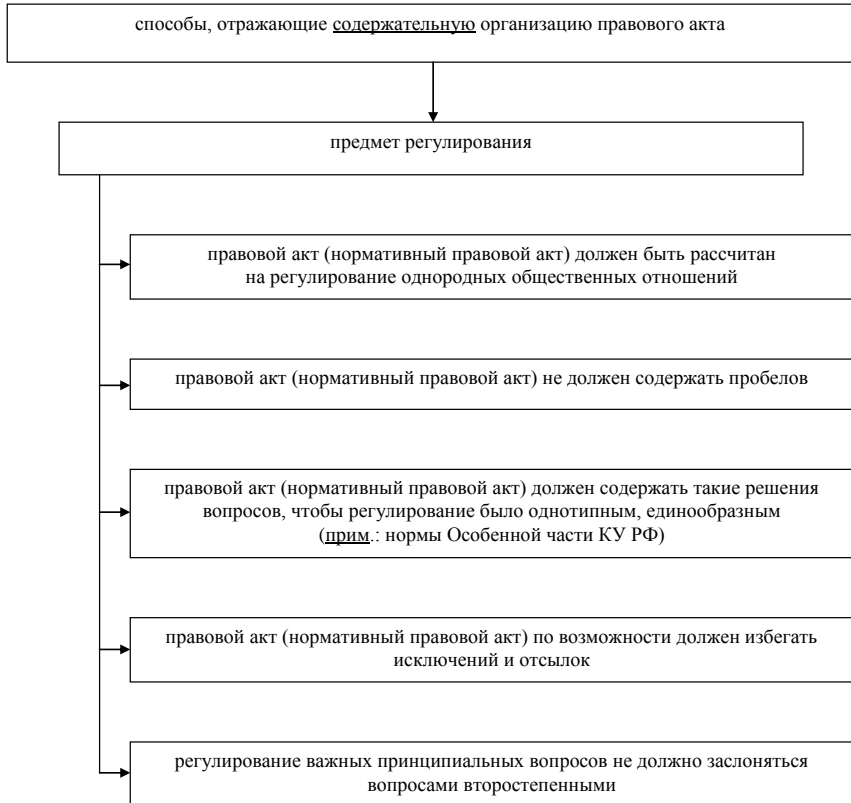 способы, отражающие содержательную организацию правового акта
предмет регулирования
правовой акт (нормативный правовой акт) должен быть рассчитан
на регулирование однородных общественных отношений
правовой акт (нормативный правовой акт) не должен содержать пробелов
правовой акт (нормативный правовой акт) должен содержать такие решения
вопросов, чтобы регулирование было однотипным, единообразным
(прим.: нормы Особенной части КУ РФ)
правовой акт (нормативный правовой акт) по возможности должен избегать
исключений и отсылок
регулирование важных принципиальных вопросов не должно заслоняться
вопросами второстепенными